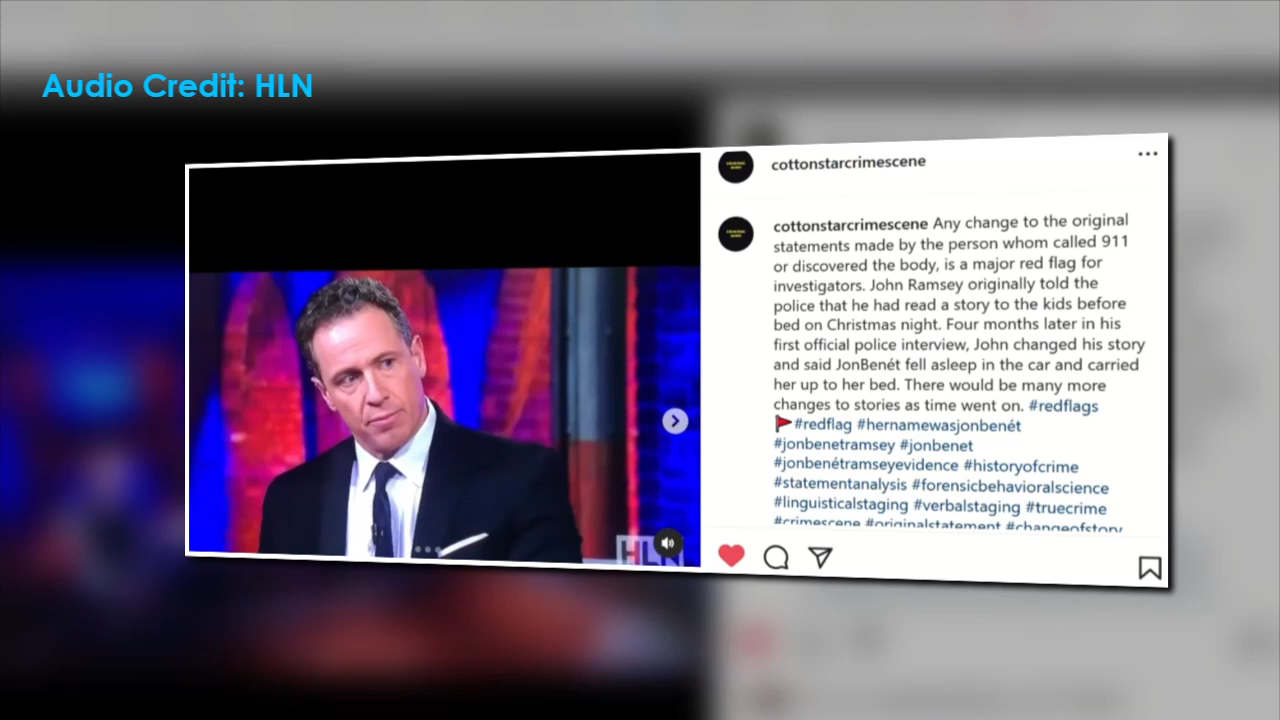 Audio Credit: HLN
cottonstarcrimescene
cottonstarcrimescene Any change to the original
statements made by the person whom called 911
or discovered the body, is a major red flag for
investigators. John Ramsey originally told the
police that he had read a story to the kids before
bed on Christmas night. Four months later in his
first official police interview, John changed his story
and said JonBenét fell asleep in the car and carried
her up to her bed. There would be many more
changes to stories as time went on. #redflags
#redflag #hernamewasjonbenét
#jonbenetramsey #jonbenet
#jonbenétramseyevidence #historyofcrime
#statementanalysis #forensicbehavioralscience
#linguisticalstaging #verbalstaging #truecrime
#crimescene #originalstatement #changeofstory
HLN